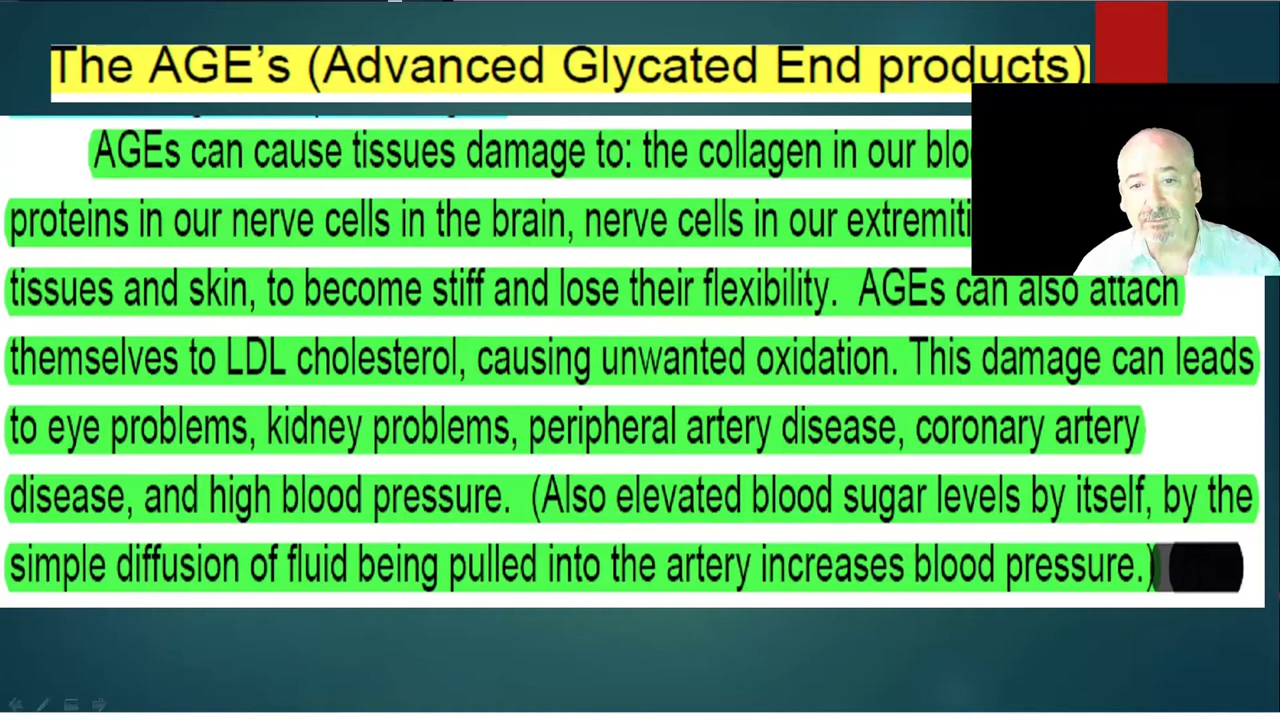 The AGE’s (Advanced Glycated End products)
AGEs can cause tissues damage to: the collagen in our
proteins in our nerve cells in the brain, nerve cells in our
tissues and skin, to become stiff and lose their flexibility. AGEs can also attach
themselves to LDL cholesterol, causing unwanted oxidation. This damage can leads
to eye problems, kidney problems, peripheral artery disease, coronary artery
disease, and high blood pressure. (Also elevated blood sugar levels by itself, by the
simple diffusion of fluid being pulled into the artery increases blood pressure.)